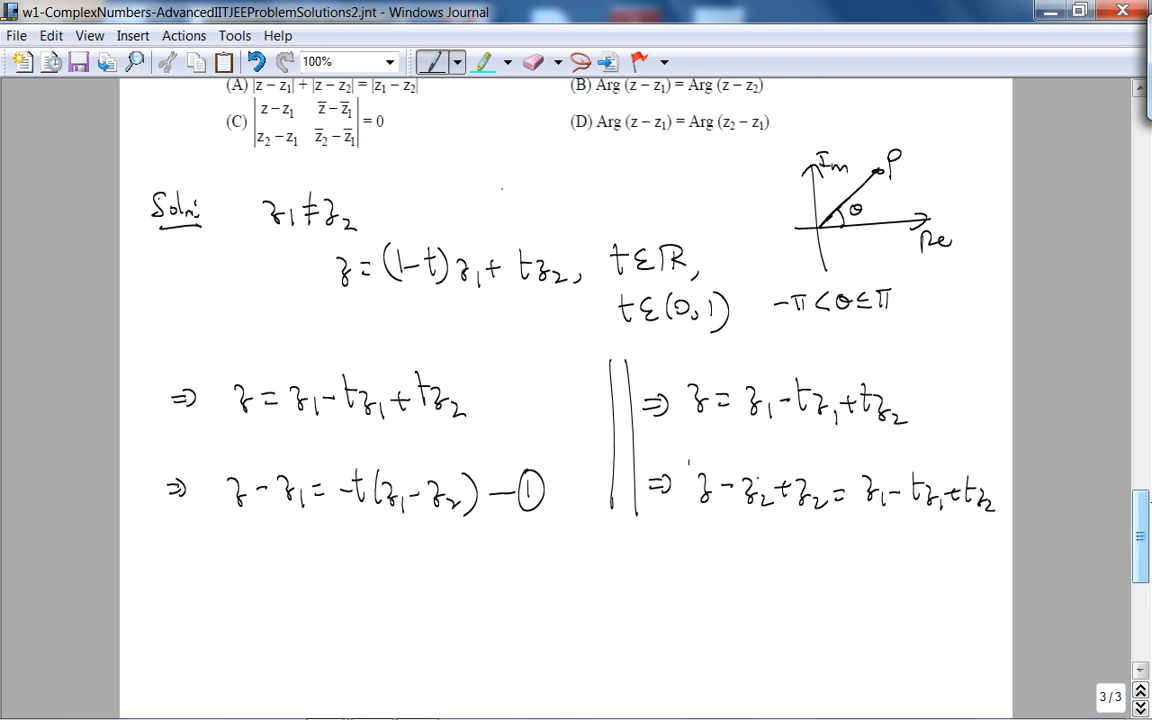 w1-ComplexNumbers-AdvancedIITJEEProblemSolutions2.jnt - Windows Journal
File Edit View Insert Actions Tools Help
100%
(A) |z – z₁| + |z – z₂| = |z₁ – z₂| (B) Arg (z – z₁) = Arg (z – z₂)
(C) | z – z₁   z̅ – z̅₁ |
| z₂ – z₁   z̅₂ – z̅₁ | = 0 (D) Arg (z – z₁) = Arg (z₂ – z₁)
Im P
θ
Re
Soln: z₁ ≠ z₂
z = (1–t)z₁ + tz₂, t ∈ ℝ,
t ∈ (0,1) –π < θ ≤ π
⇒ z = z₁ – tz₁ + tz₂
⇒ z – z₁ = –t(z₁ – z₂) — ①
⇒ z = z₁ – tz₁ + tz₂
⇒ z – z₂ + z₂ = z₁ – tz₁ + tz₂
3 / 3